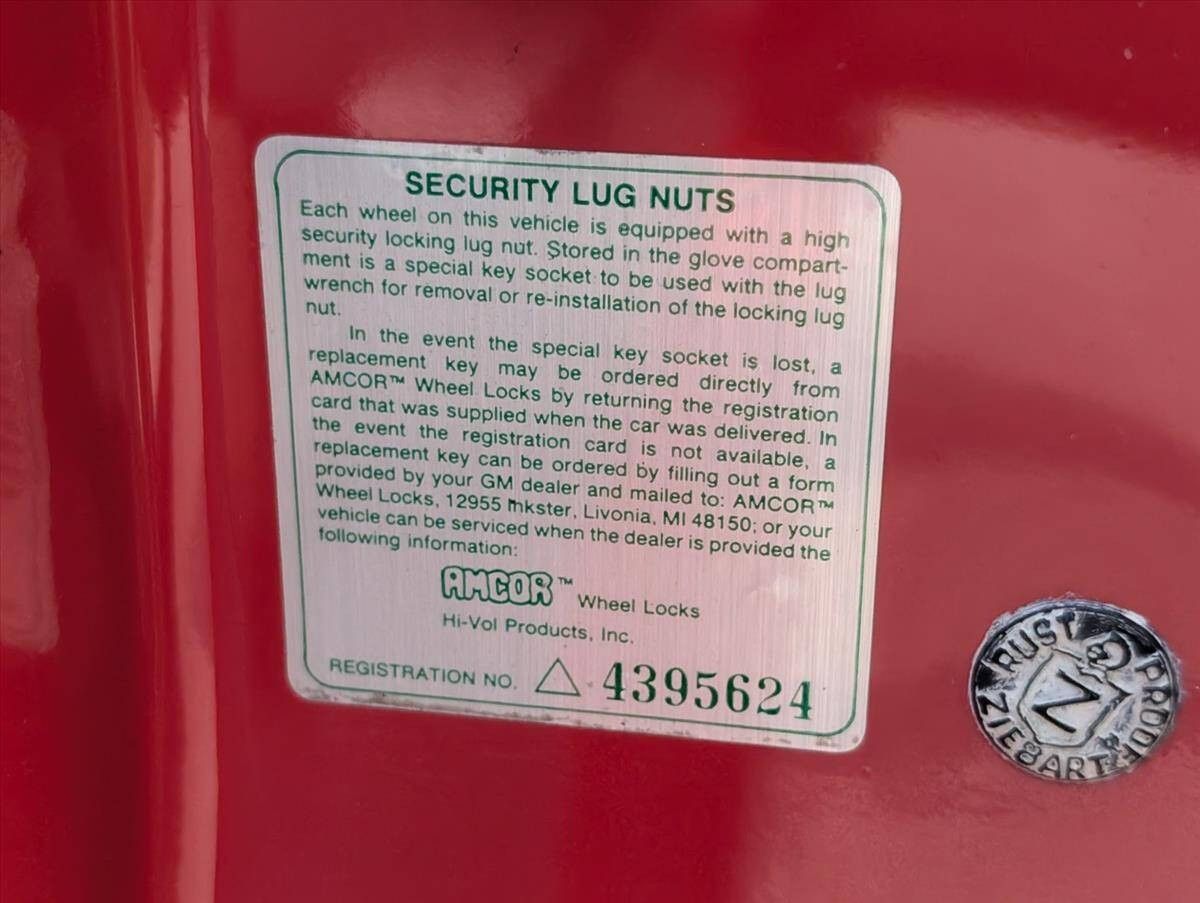 SECURITY LUG NUTS
Each wheel on this vehicle is equipped with a high
security locking lug nut. Stored in the glove compart-
ment is a special key socket to be used with the lug
wrench for removal or re-installation of the locking lug
nut.
In the event the special key socket is lost, a
replacement key may be ordered directly from
AMCOR™ Wheel Locks by returning the registration
card that was supplied when the car was delivered. In
the event the registration card is not available, a
replacement key can be ordered by filling out a form
provided by your GM dealer and mailed to: AMCOR™
Wheel Locks, 12955 Inkster, Livonia, MI 48150; or your
vehicle can be serviced when the dealer is provided the
following information:
AMCOR™ Wheel Locks
Hi-Vol Products, Inc.
REGISTRATION NO. △ 4395624
RUST PROOF
Z
ZIEBART